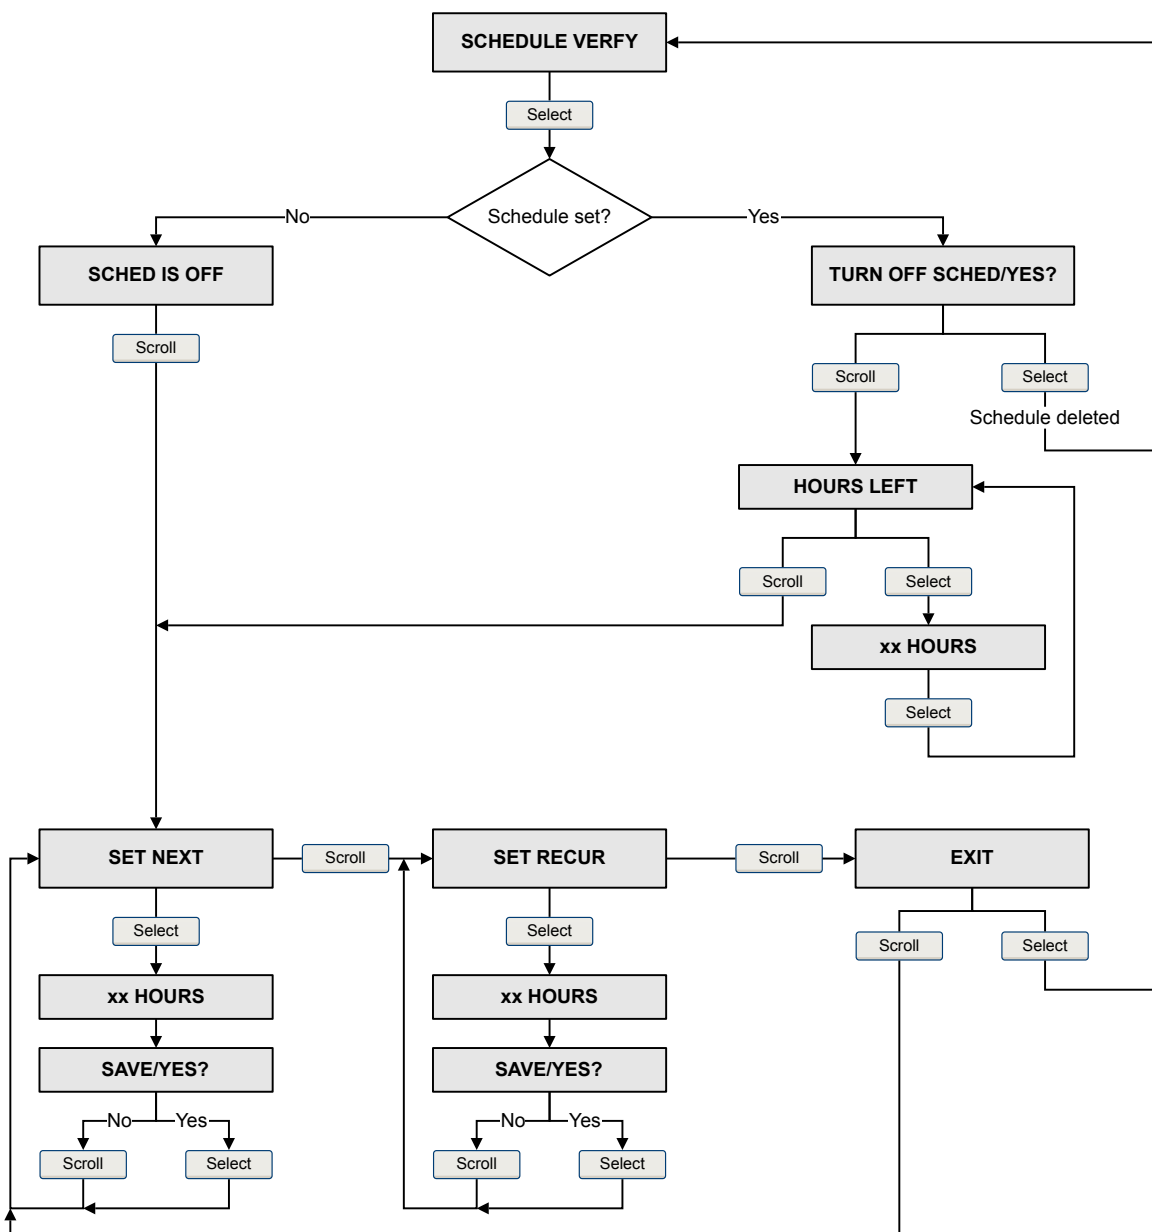 SCHEDULE VERFY
Select
Schedule set?
No
Yes
SCHED IS OFF
TURN OFF SCHED/YES?
Scroll
Scroll
Select
Schedule deleted
HOURS LEFT
Scroll
Select
xx HOURS
Select
SET NEXT
Scroll
SET RECUR
Scroll
EXIT
Select
Select
Scroll
Select
xx HOURS
xx HOURS
SAVE/YES?
SAVE/YES?
No
Yes
No
Yes
Scroll
Select
Scroll
Select